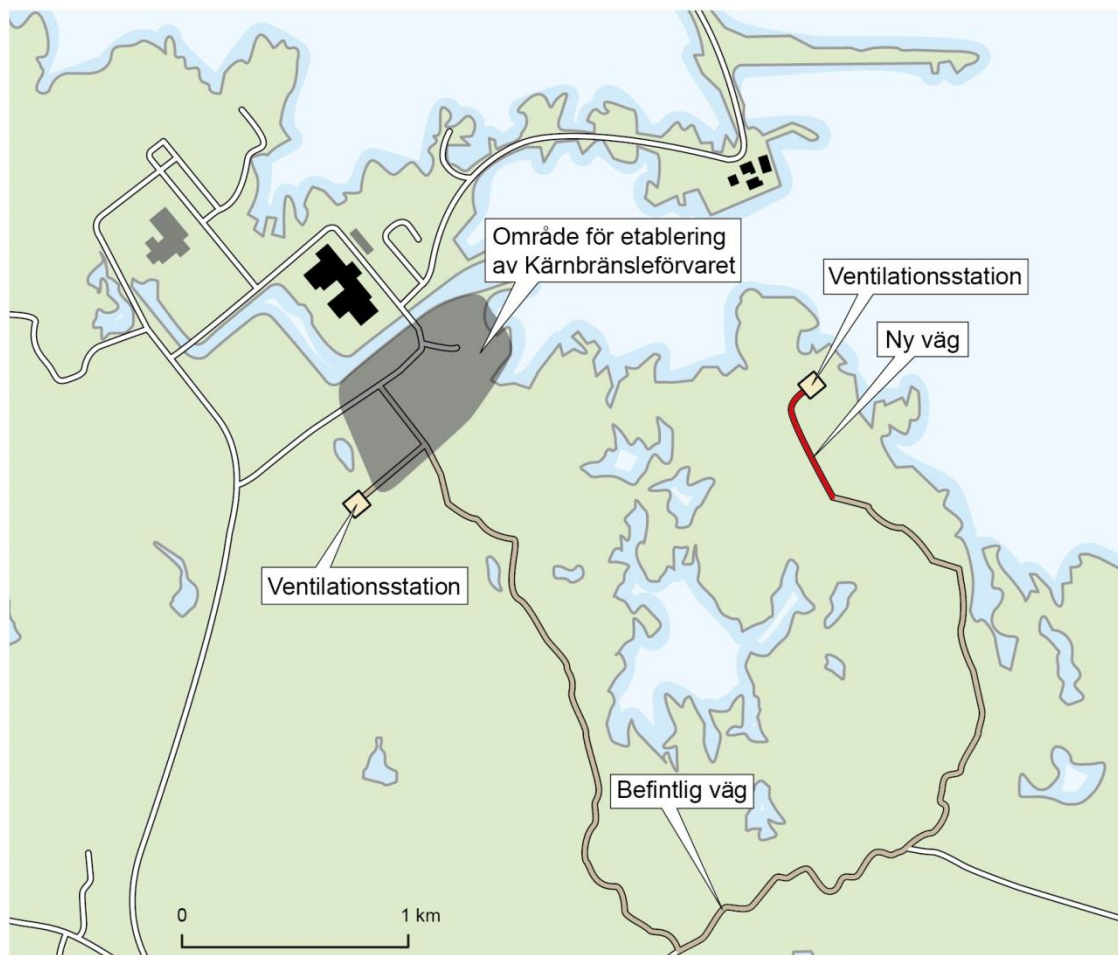 Område för etablering
av Kärnbränsleförvaret
Ventilationsstation
Ny väg
Ventilationsstation
Befintlig väg
0
1 km